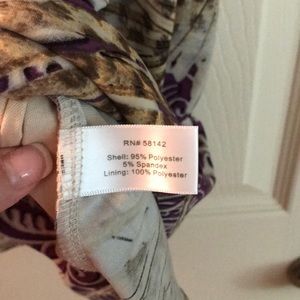 RN# 58142
Shell: 95% Polyester
5% Spandex
Lining: 100% Polyester